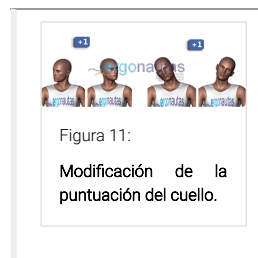 +1
+1
ergonautas
Figura 11:
Modificación de la
puntuación del cuello.